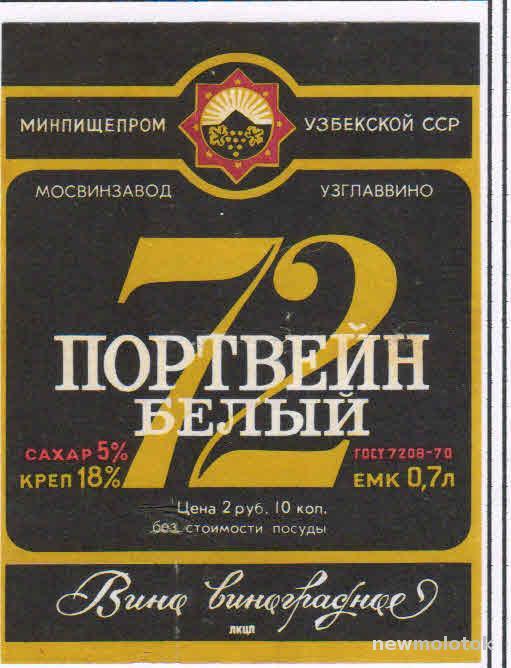 МИНПИЩЕПРОМ УЗБЕКСКОЙ ССР
МОСВИНЗАВОД УЗГЛАВВИНО
72
ПОРТВЕЙН
БЕЛЫЙ
САХАР 5% ГОСТ 7208-70
КРЕП 18% ЕМК 0,7л
Цена 2 руб. 10 коп.
без стоимости посуды
Вино виноградное
ЛКЦЛ
newmolotok